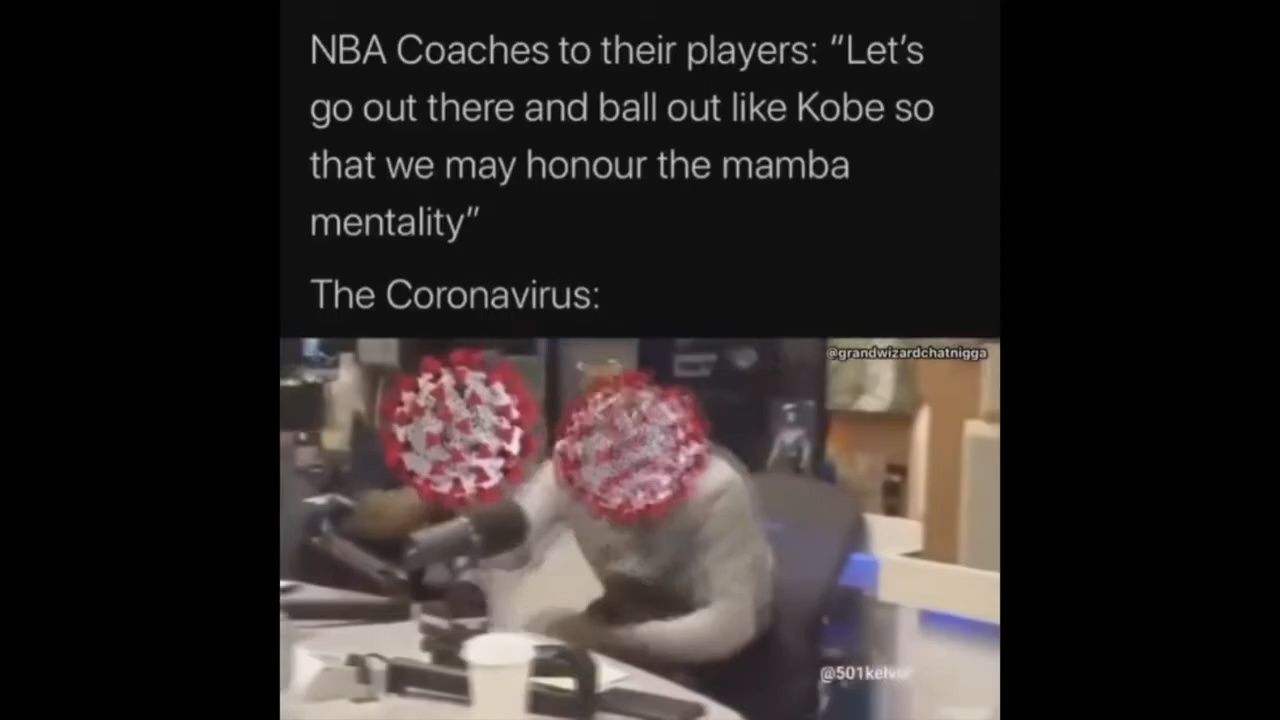 NBA Coaches to their players: “Let’s
go out there and ball out like Kobe so
that we may honour the mamba
mentality”
The Coronavirus:
@grandwizardchatnigga